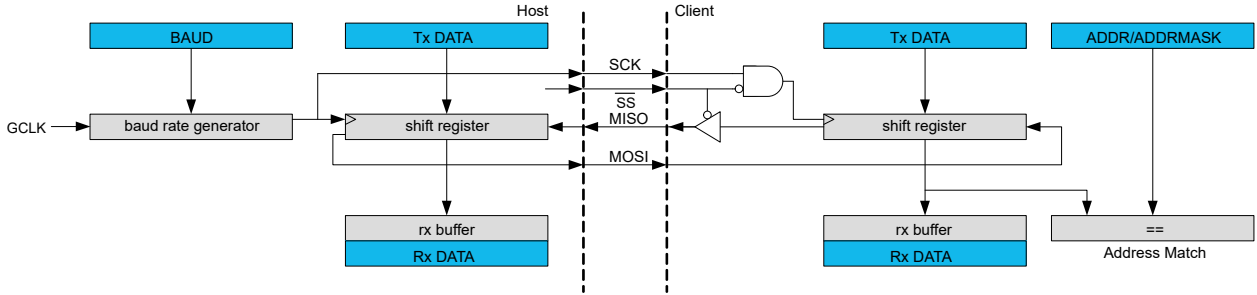 Host
Client
BAUD
Tx DATA
Tx DATA
ADDR/ADDRMASK
SCK
SS
GCLK
baud rate generator
shift register
MISO
shift register
MOSI
rx buffer
rx buffer
==
Rx DATA
Rx DATA
Address Match